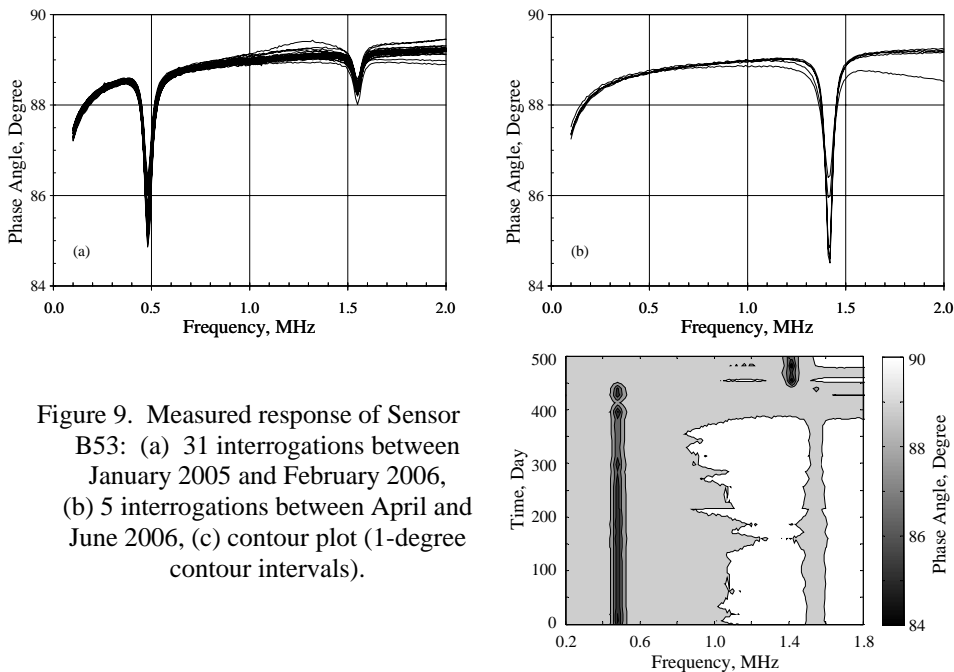 90
88
86
84
Phase Angle, Degree
(a)
0.0 0.5 1.0 1.5 2.0
Frequency, MHz
90
88
86
84
Phase Angle, Degree
(b)
0.0 0.5 1.0 1.5 2.0
Frequency, MHz
Figure 9. Measured response of Sensor
B53: (a) 31 interrogations between
January 2005 and February 2006,
(b) 5 interrogations between April and
June 2006, (c) contour plot (1-degree
contour intervals).
500
400
300
200
100
0
Time, Day
0.2 0.6 1.0 1.4 1.8
Frequency, MHz
90
88
86
84
Phase Angle, Degree